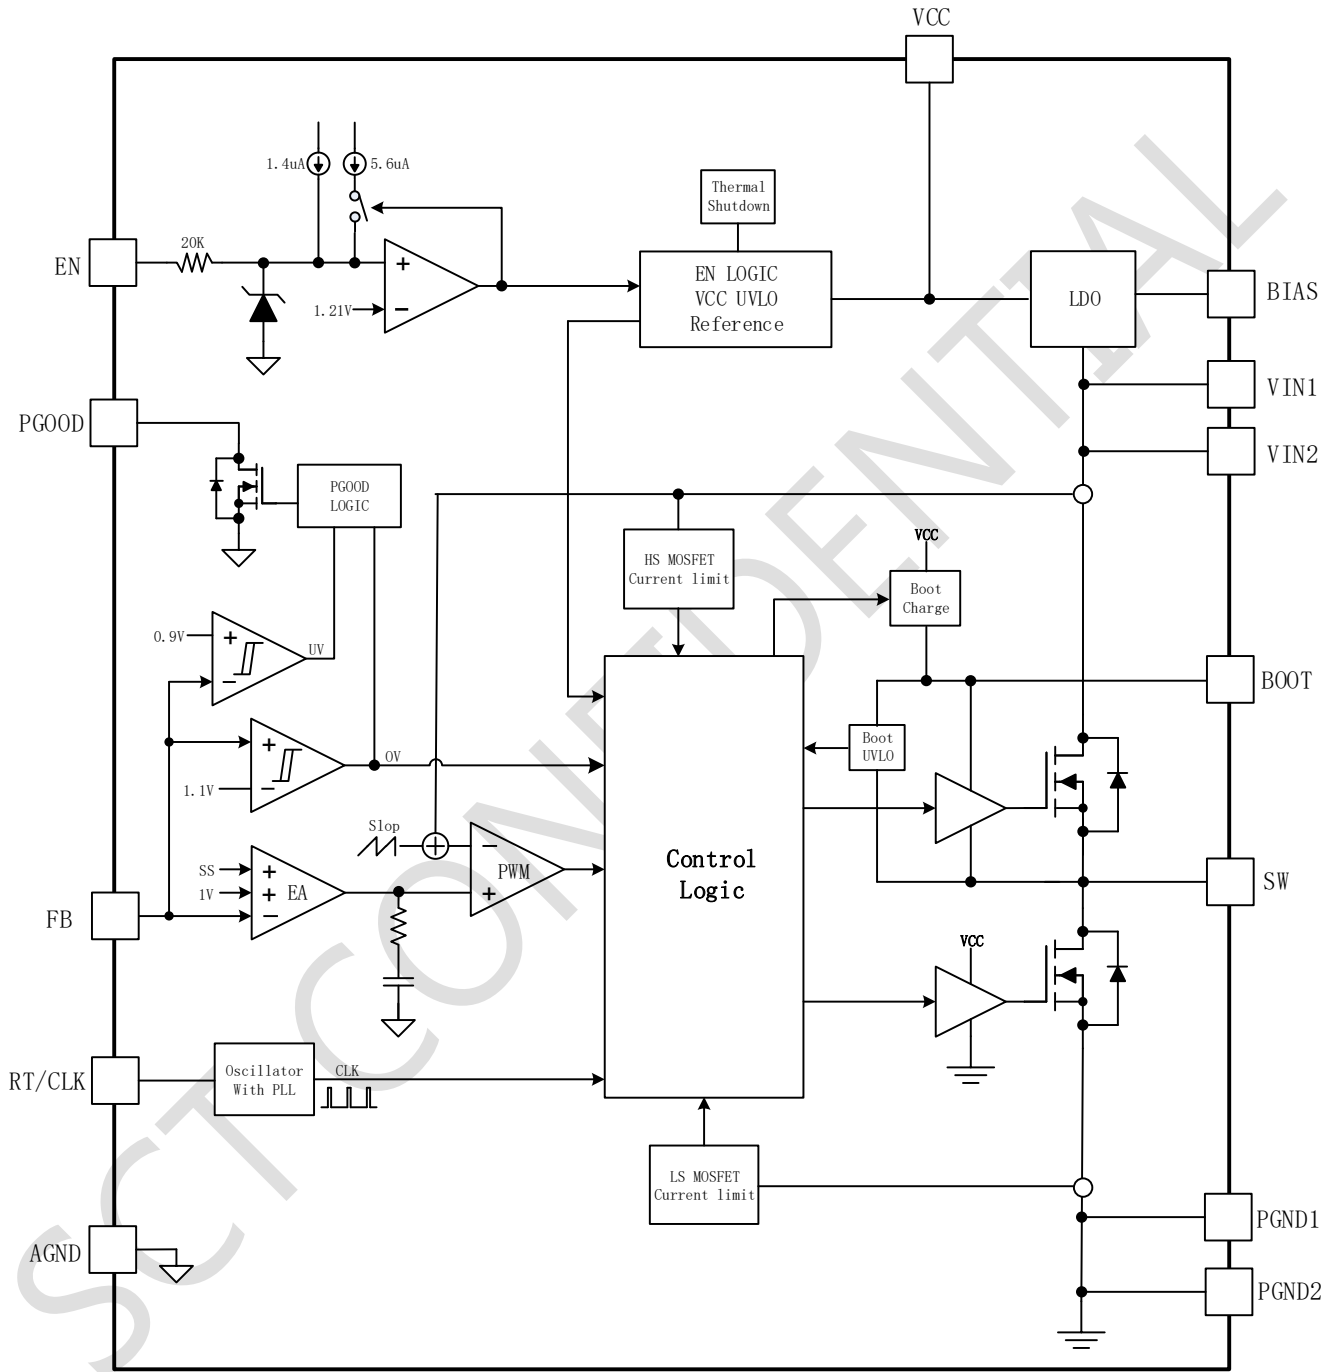 VCC
1.4uA
5.6uA
Thermal
Shutdown
20K
EN
1.21V
EN LOGIC
VCC UVLO
Reference
LDO
BIAS
VIN1
VIN2
PGOOD
PGOOD
LOGIC
HS MOSFET
Current limit
VCC
Boot
Charge
0.9V
+
−
UV
BOOT
Boot
UVLO
+
−
1.1V
OV
Slop
SS
1V
+
+
−
EA
−
+
PWM
Control
Logic
SW
FB
VCC
RT/CLK
Oscillator
With PLL
CLK
LS MOSFET
Current limit
PGND1
AGND
PGND2
SCT CONFIDENTIAL